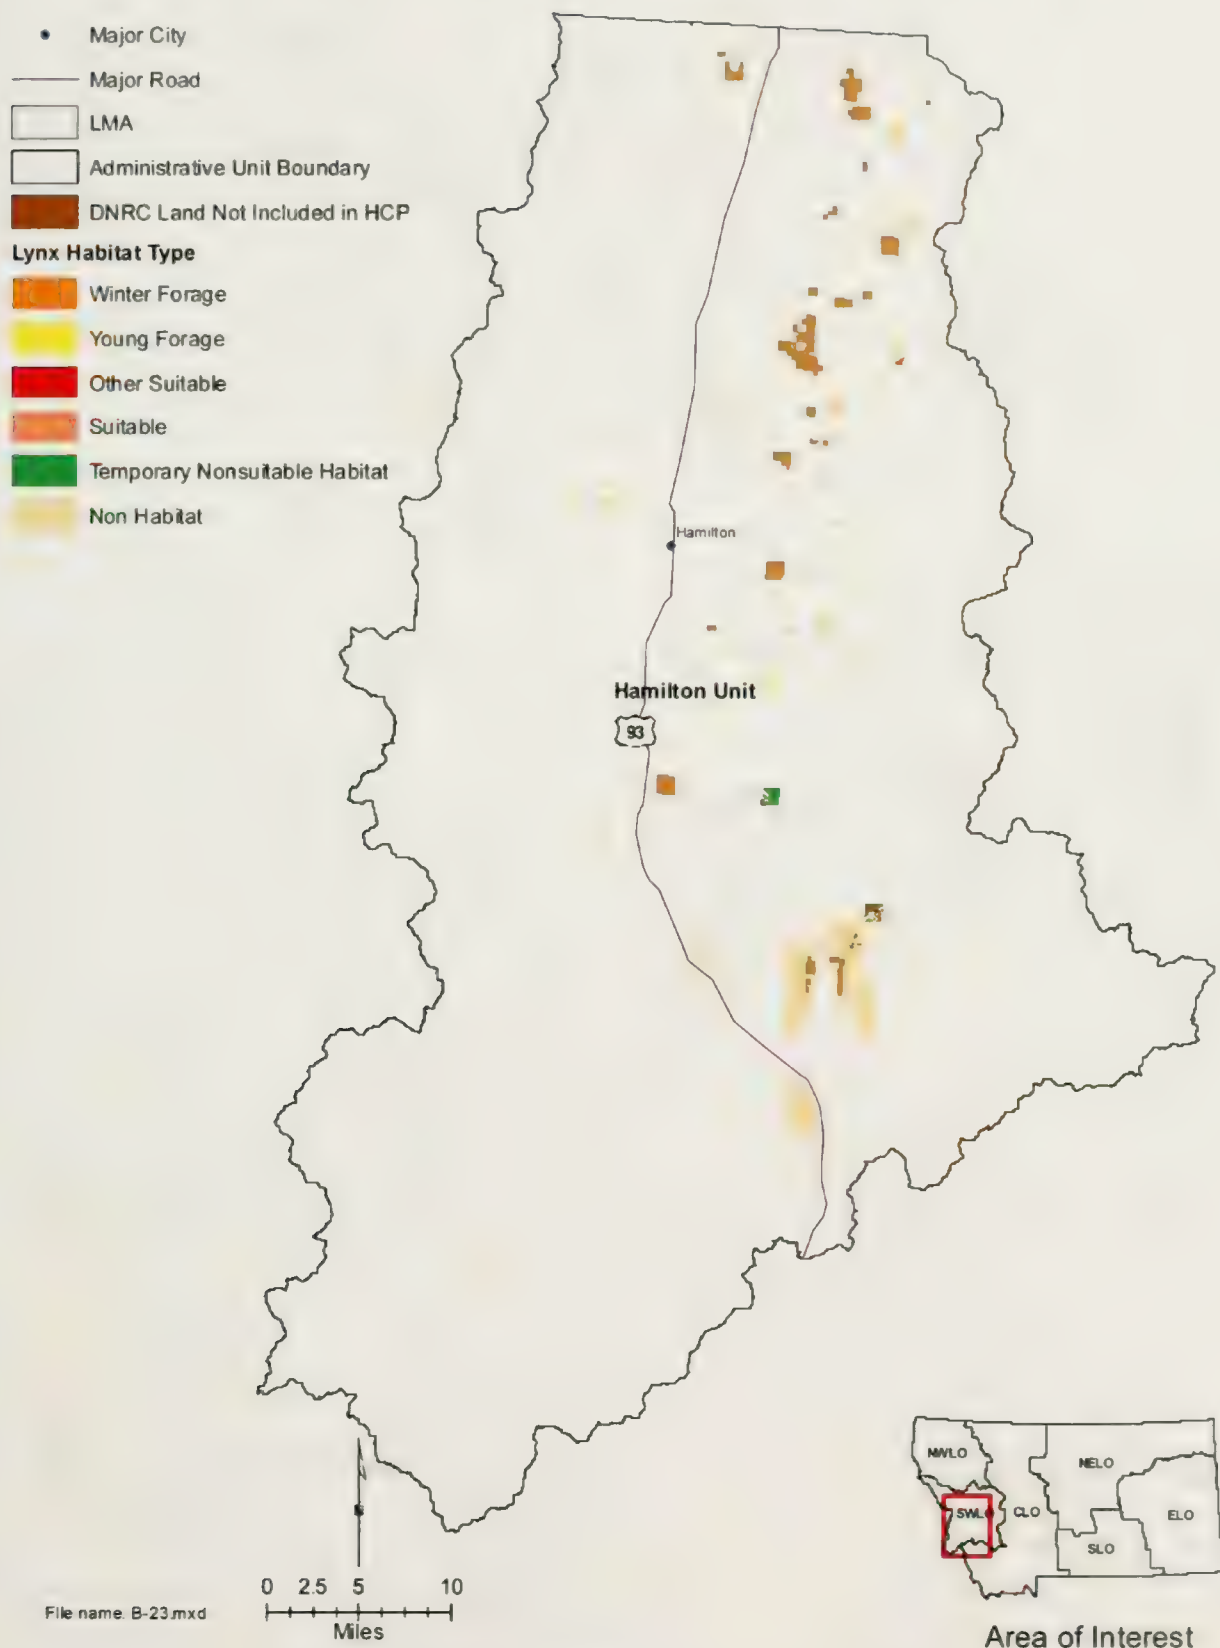 Major City
Major Road
LMA
Administrative Unit Boundary
DNRC Land Not Included in HCP
Lynx Habitat Type
Winter Forage
Young Forage
Other Suitable
Suitable
Temporary Nonsuitable Habitat
Non Habitat
Hamilton
Hamilton Unit
93
NWLO
NELO
SWLO
CLO
ELO
SLO
0 2.5 5 10
Miles
File name: B-23.mxd
Area of Interest